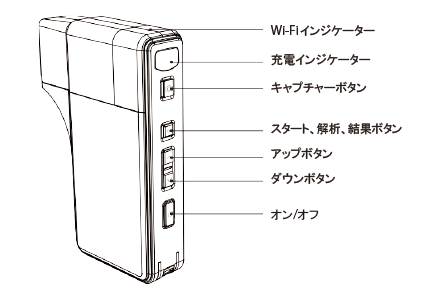 Wi-Fiインジケーター
充電インジケーター
キャプチャーボタン
スタート、解析、結果ボタン
アップボタン
ダウンボタン
オン/オフ